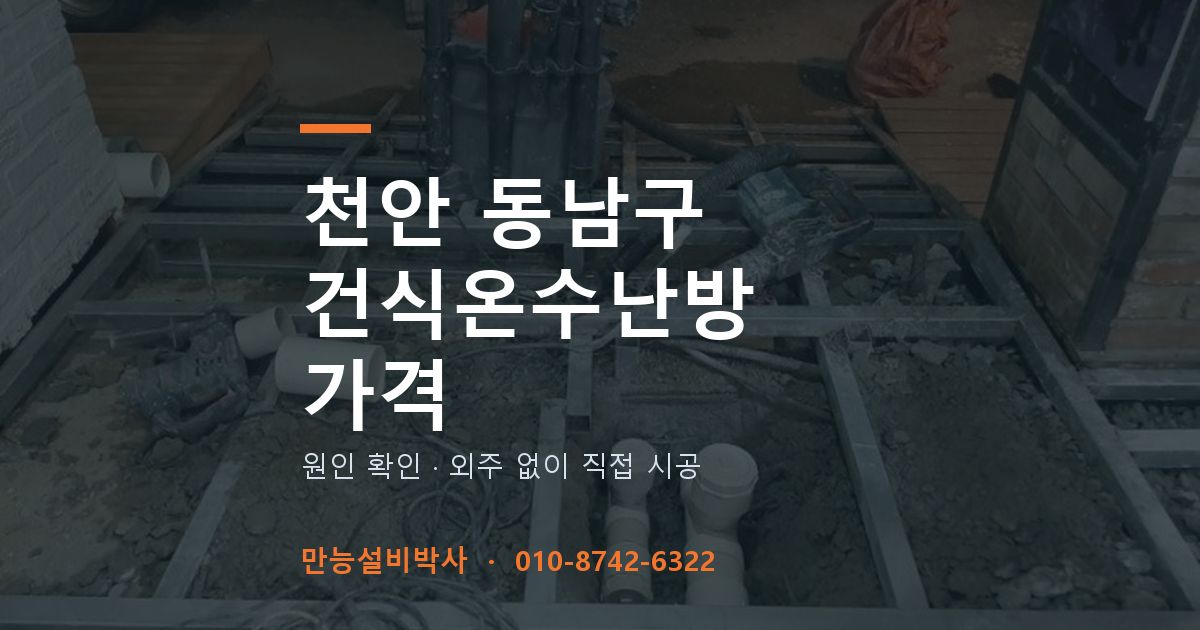 천안 동남구
건식온수난방
가격
원인 확인 · 외주 없이 직접 시공
만능설비박사 · 010-8742-6322